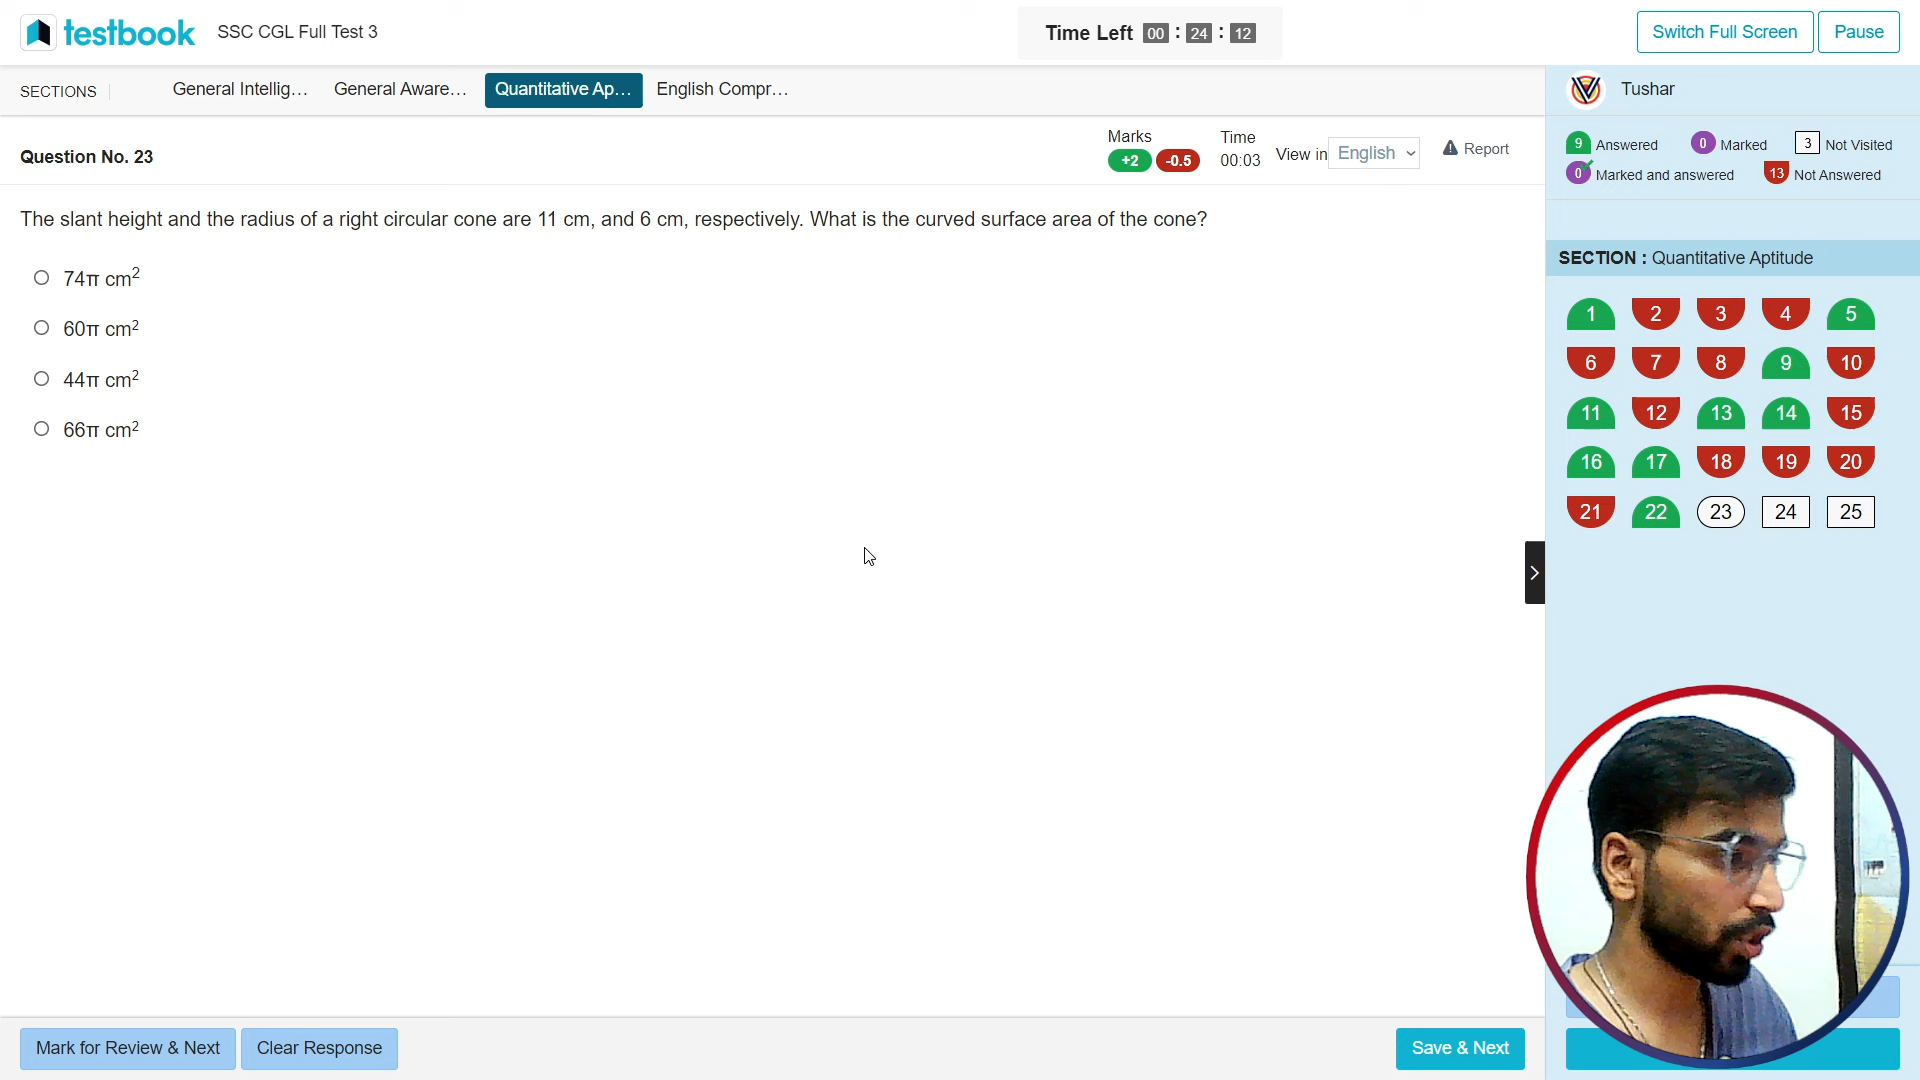 testbook SSC CGL Full Test 3 Time Left 00 : 24 : 12 Switch Full Screen Pause
SECTIONS General Intellig... General Aware... Quantitative Ap... English Compr... Tushar
Question No. 23 Marks +2 -0.5 Time 00:03 View in English Report
9 Answered 0 Marked 3 Not Visited
0 Marked and answered 13 Not Answered
The slant height and the radius of a right circular cone are 11 cm, and 6 cm, respectively. What is the curved surface area of the cone?
74π cm²
60π cm²
44π cm²
66π cm²
SECTION : Quantitative Aptitude
1 2 3 4 5
6 7 8 9 10
11 12 13 14 15
16 17 18 19 20
21 22 23 24 25
Mark for Review & Next Clear Response Save & Next